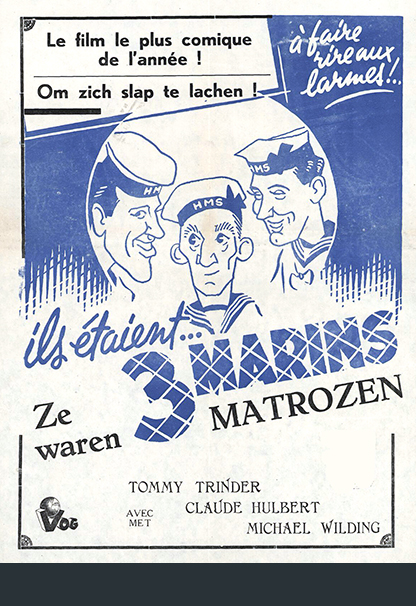 Le film le plus comique
de l'année !
Om zich slap te lachen !
à faire
rire aux
larmes!..
HMS
HMS
HMS
ils étaient...
3 MARINS
Ze
waren
MATROZEN
TOMMY TRINDER
AVEC
MET
CLAUDE HULBERT
MICHAEL WILDING
VOG